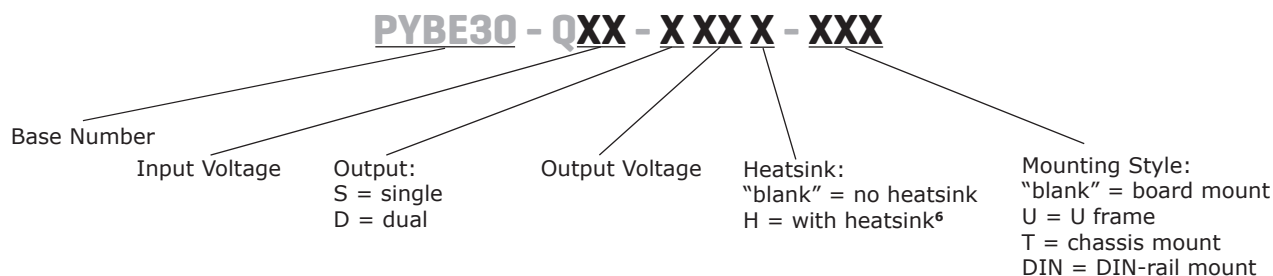 PYBE30 - QXX - X XX X - XXX
Base Number
Input Voltage
Output:
S = single
D = dual
Output Voltage
Heatsink:
“blank” = no heatsink
H = with heatsink⁶
Mounting Style:
“blank” = board mount
U = U frame
T = chassis mount
DIN = DIN-rail mount